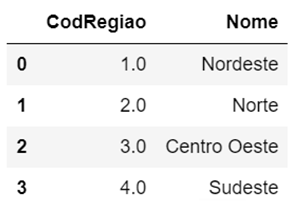 CodRegiao Nome
0 1.0 Nordeste
1 2.0 Norte
2 3.0 Centro Oeste
3 4.0 Sudeste